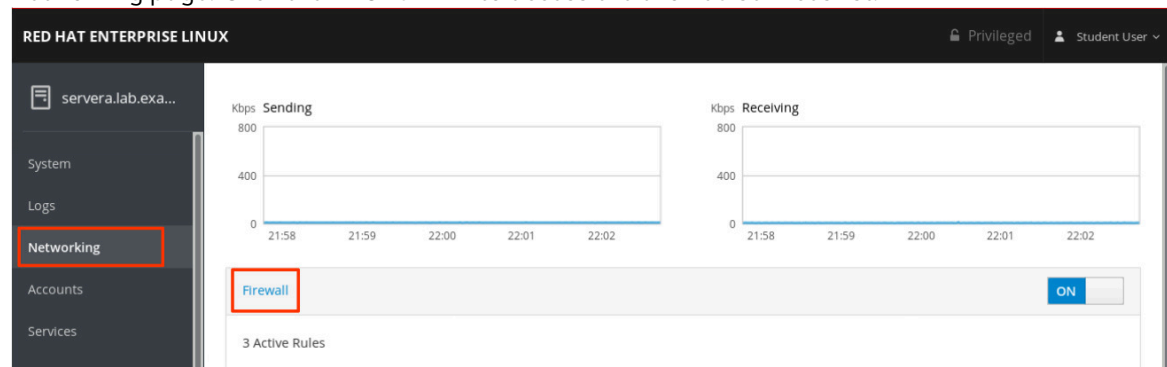 RED HAT ENTERPRISE LINUX
Privileged
Student User
servera.lab.exa...
System
Logs
Networking
Accounts
Services
Kbps Sending
800
400
0
21:58 21:59 22:00 22:01 22:02
Kbps Receiving
800
400
0
21:58 21:59 22:00 22:01 22:02
Firewall
ON
3 Active Rules